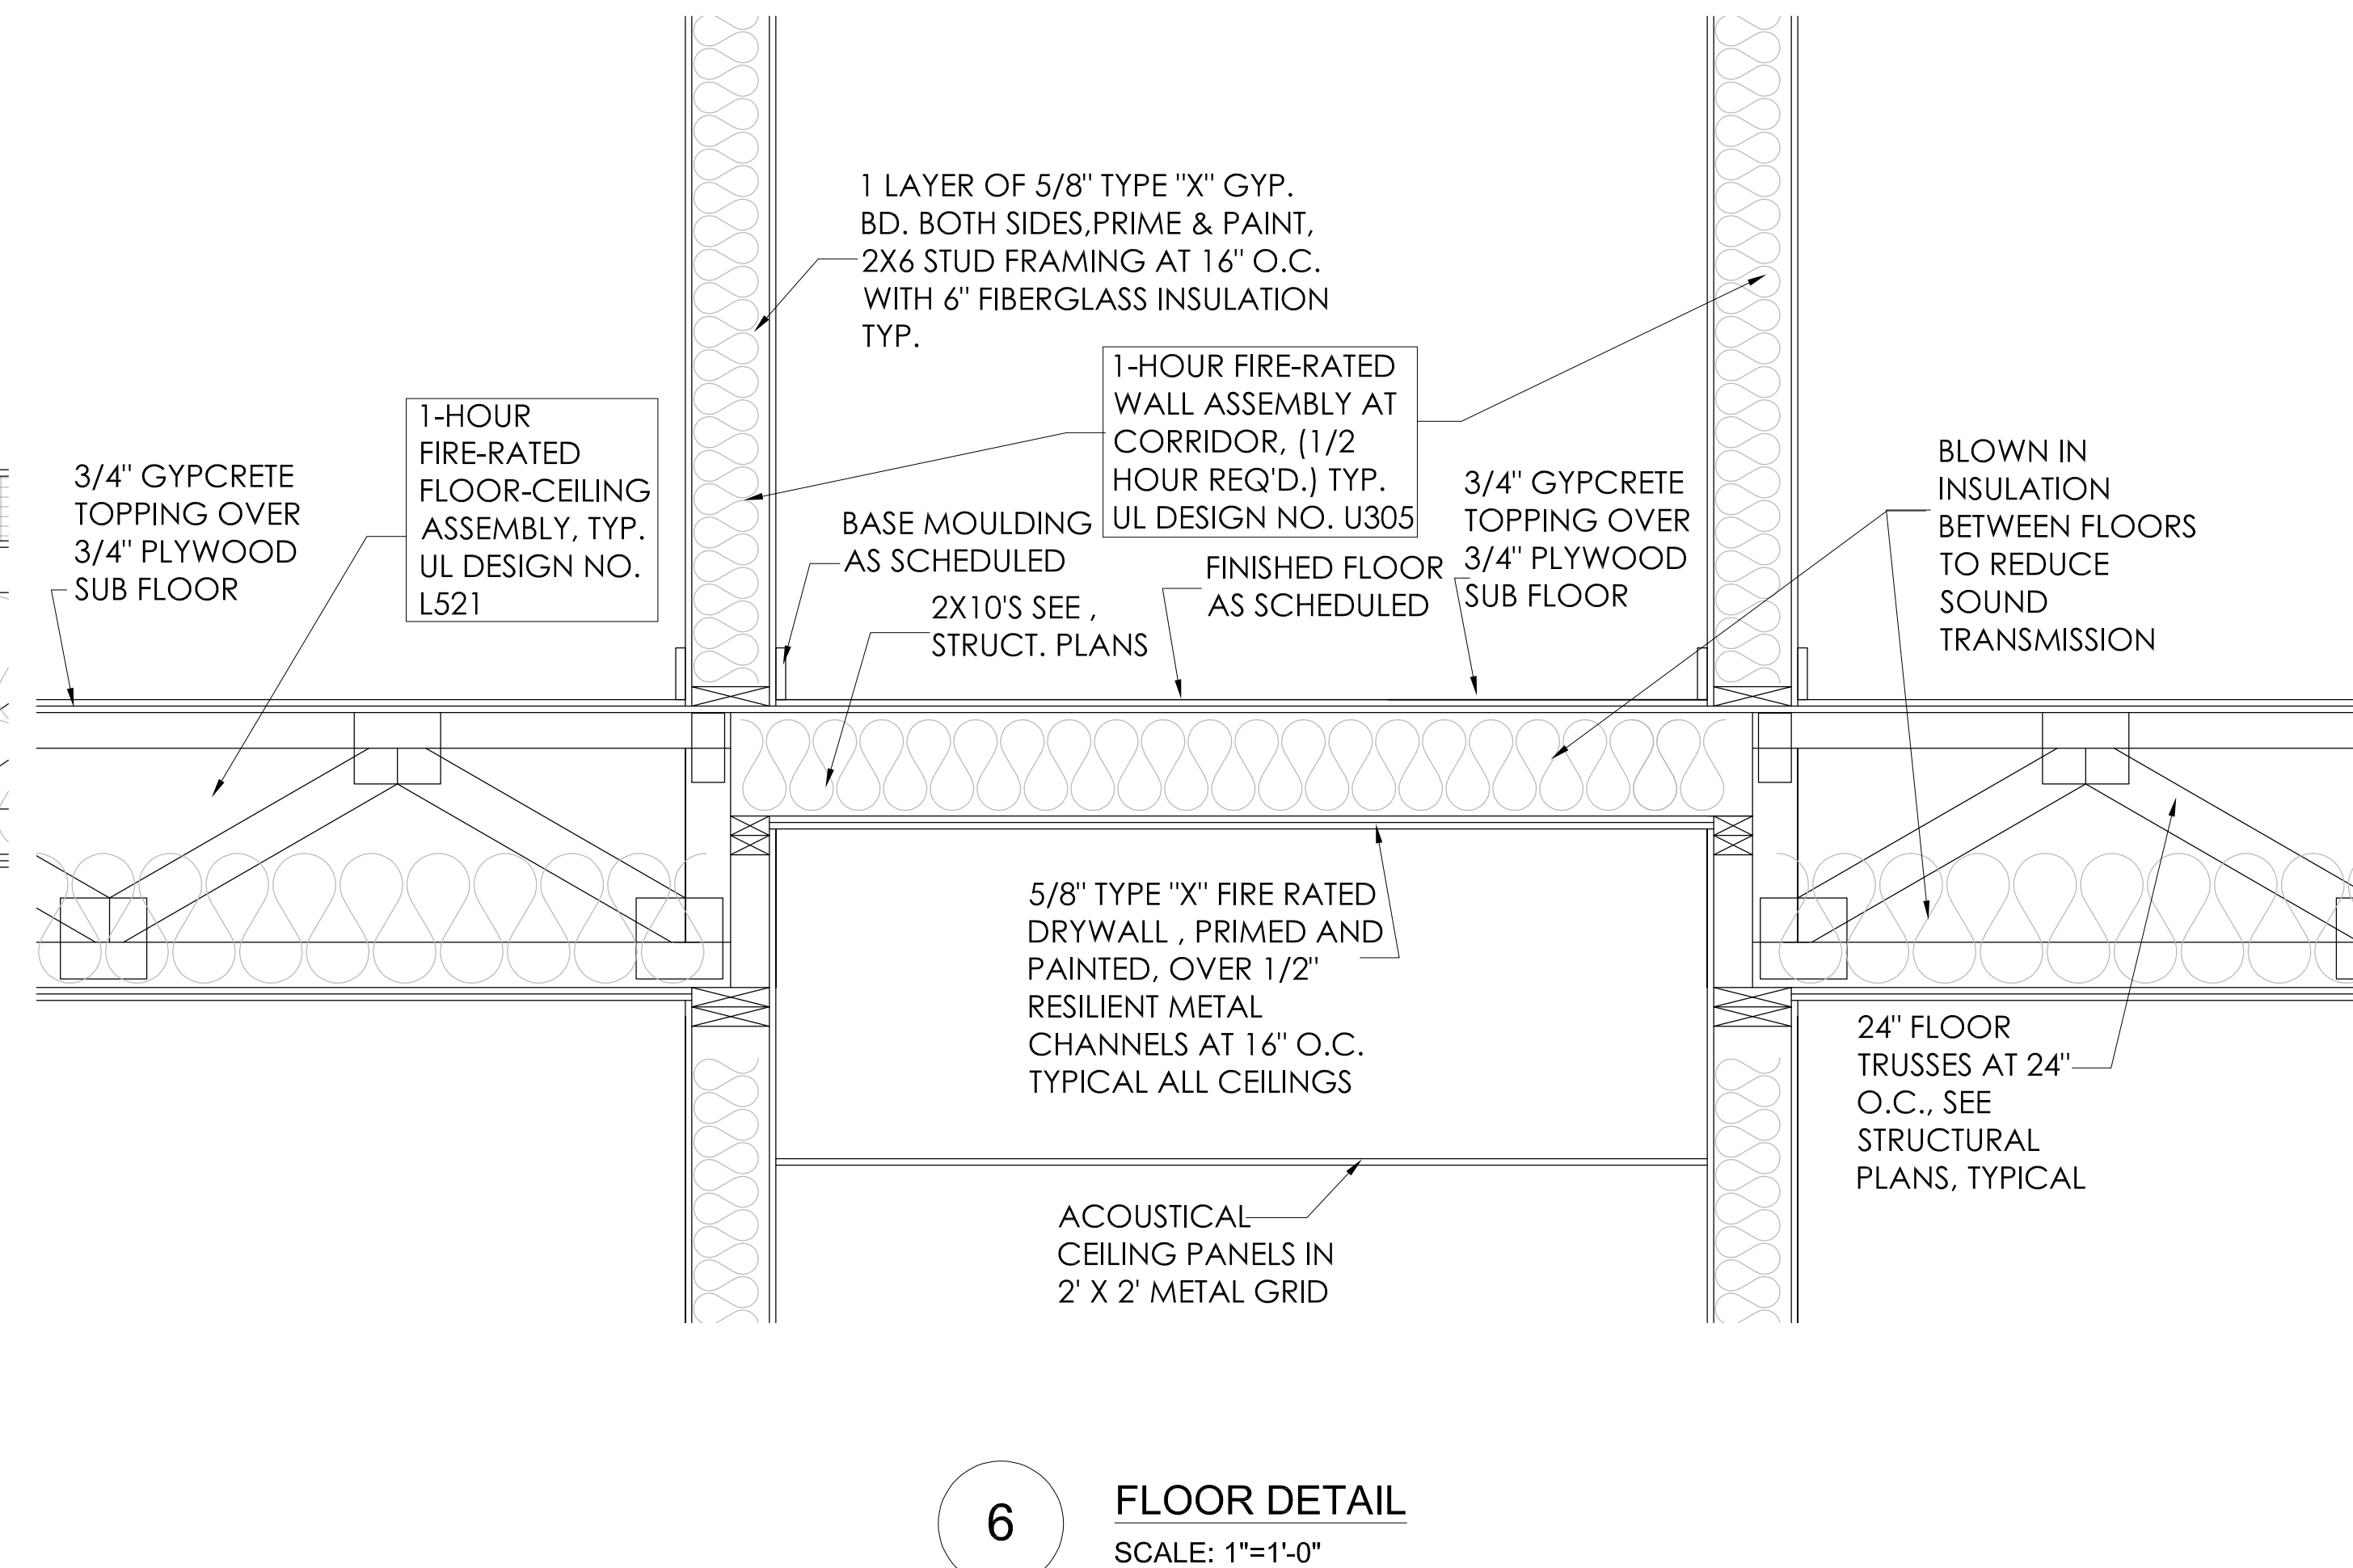 1 LAYER OF 5/8" TYPE "X" GYP.
BD. BOTH SIDES,PRIME & PAINT,
2X6 STUD FRAMING AT 16" O.C.
WITH 6" FIBERGLASS INSULATION
TYP.
1-HOUR FIRE-RATED
WALL ASSEMBLY AT
CORRIDOR, (1/2
HOUR REQ'D.) TYP.
UL DESIGN NO. U305
1-HOUR
FIRE-RATED
FLOOR-CEILING
ASSEMBLY, TYP.
UL DESIGN NO.
L521
3/4" GYPCRETE
TOPPING OVER
3/4" PLYWOOD
SUB FLOOR
BASE MOULDING
AS SCHEDULED
2X10'S SEE ,
STRUCT. PLANS
FINISHED FLOOR
AS SCHEDULED
3/4" GYPCRETE
TOPPING OVER
3/4" PLYWOOD
SUB FLOOR
BLOWN IN
INSULATION
BETWEEN FLOORS
TO REDUCE
SOUND
TRANSMISSION
5/8" TYPE "X" FIRE RATED
DRYWALL , PRIMED AND
PAINTED, OVER 1/2"
RESILIENT METAL
CHANNELS AT 16" O.C.
TYPICAL ALL CEILINGS
24" FLOOR
TRUSSES AT 24"
O.C., SEE
STRUCTURAL
PLANS, TYPICAL
ACOUSTICAL
CEILING PANELS IN
2' X 2' METAL GRID
6
FLOOR DETAIL
SCALE: 1"=1'-0"